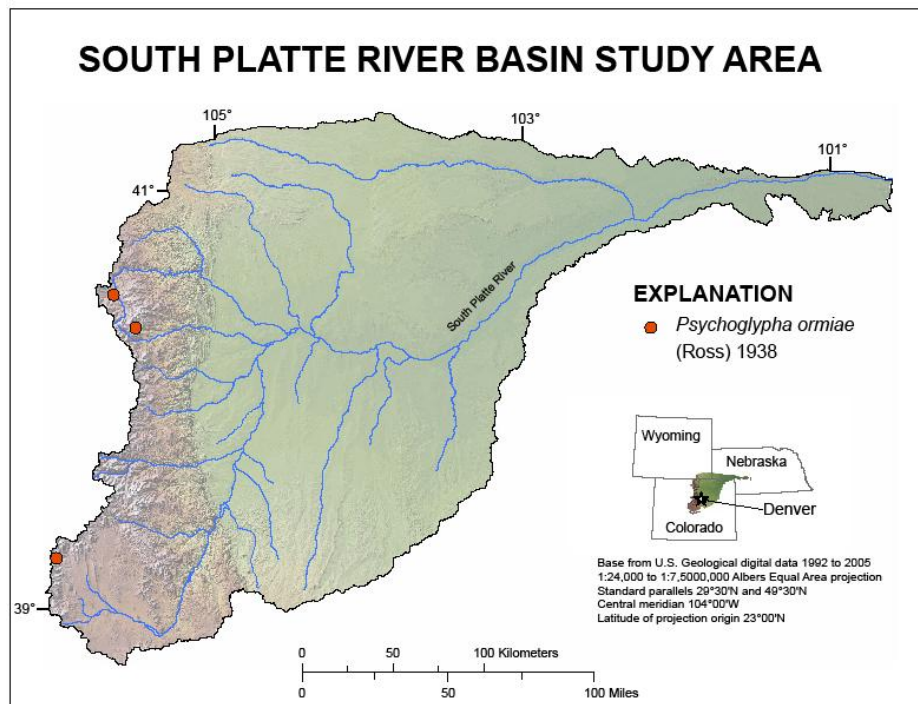 SOUTH PLATTE RIVER BASIN STUDY AREA
105°
103°
101°
41°
South Platte River
EXPLANATION
Psychoglypha ormiae
(Ross) 1938
Wyoming
Nebraska
Denver
Colorado
Base from U.S. Geological digital data 1992 to 2005
1:24,000 to 1:7,5000,000 Albers Equal Area projection
Standard parallels 29°30'N and 49°30'N
Central meridian 104°00'W
Latitude of projection origin 23°00'N
39°
0 50 100 Kilometers
0 50 100 Miles